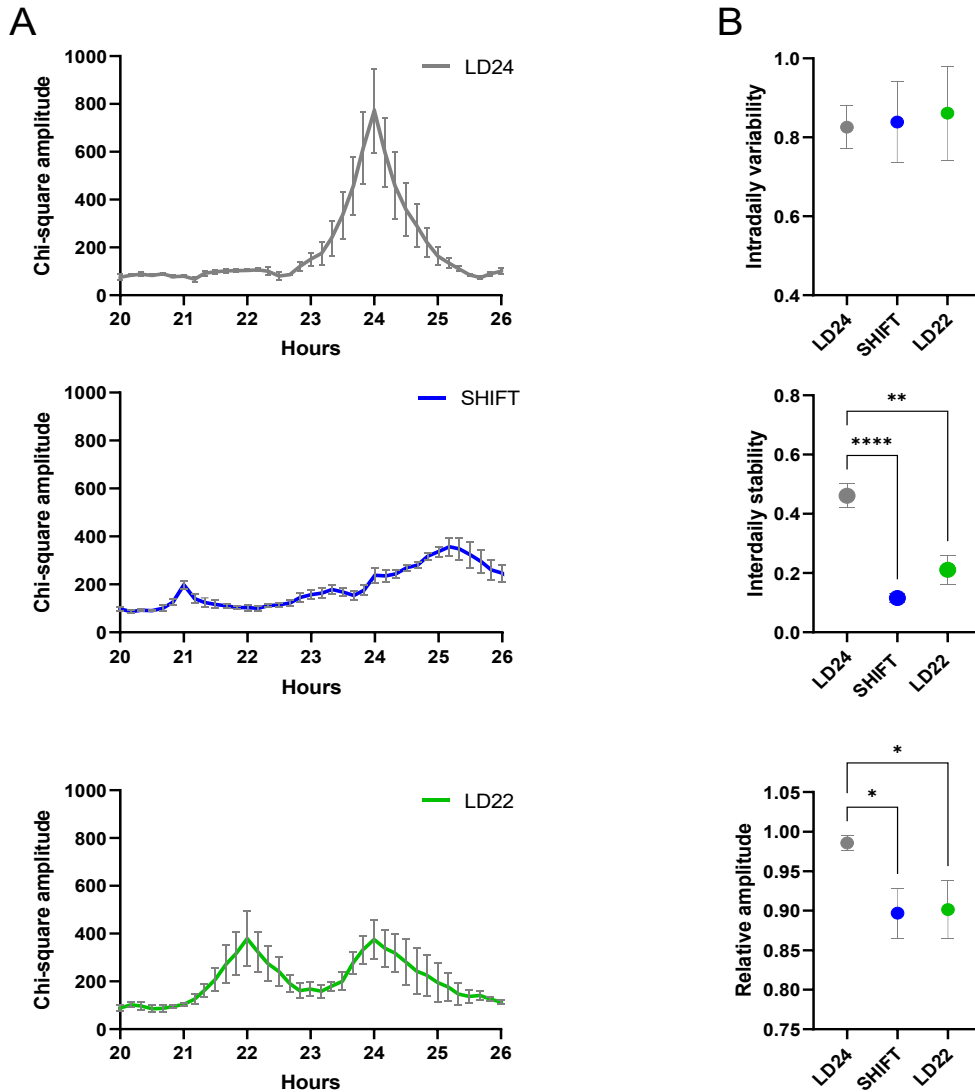 A
Chi-square amplitude
1000
800
600
400
200
0
20 21 22 23 24 25 26
Hours
LD24
Chi-square amplitude
1000
800
600
400
200
0
20 21 22 23 24 25 26
Hours
SHIFT
Chi-square amplitude
1000
800
600
400
200
0
20 21 22 23 24 25 26
Hours
LD22
B
Intradaily variability
1.0
0.8
0.6
0.4
LD24 SHIFT LD22
Interdaily stability
0.8
0.6
0.4
0.2
0.0
**
****
LD24 SHIFT LD22
Relative amplitude
1.05
1.00
0.95
0.90
0.85
0.80
0.75
*
*
LD24 SHIFT LD22